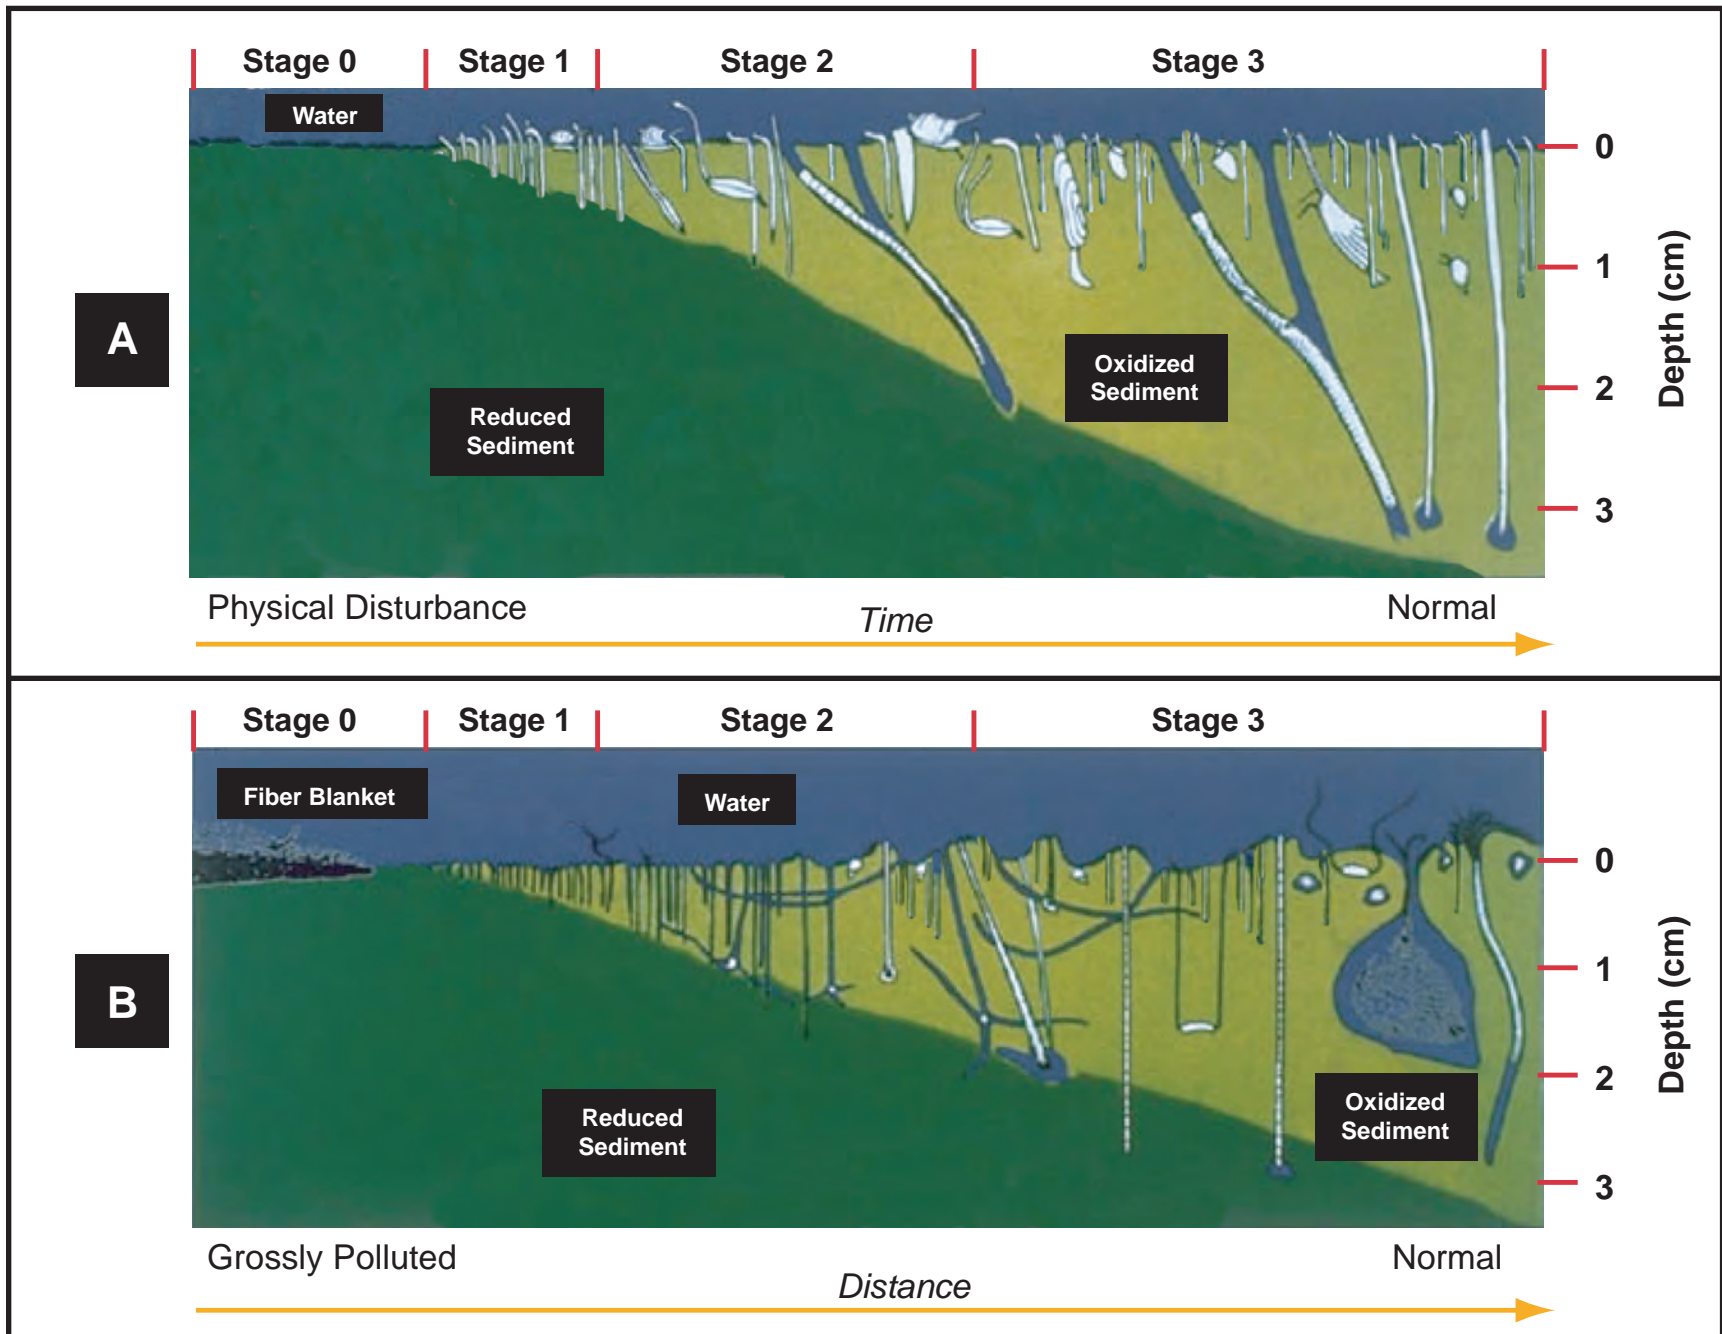 Stage 0 Stage 1 Stage 2 Stage 3
Water
0
1
2
3
Depth (cm)
A
Oxidized
Sediment
Reduced
Sediment
Physical Disturbance
Time
Normal
Stage 0 Stage 1 Stage 2 Stage 3
Fiber Blanket
Water
0
1
2
3
Depth (cm)
B
Reduced
Sediment
Oxidized
Sediment
Grossly Polluted
Distance
Normal